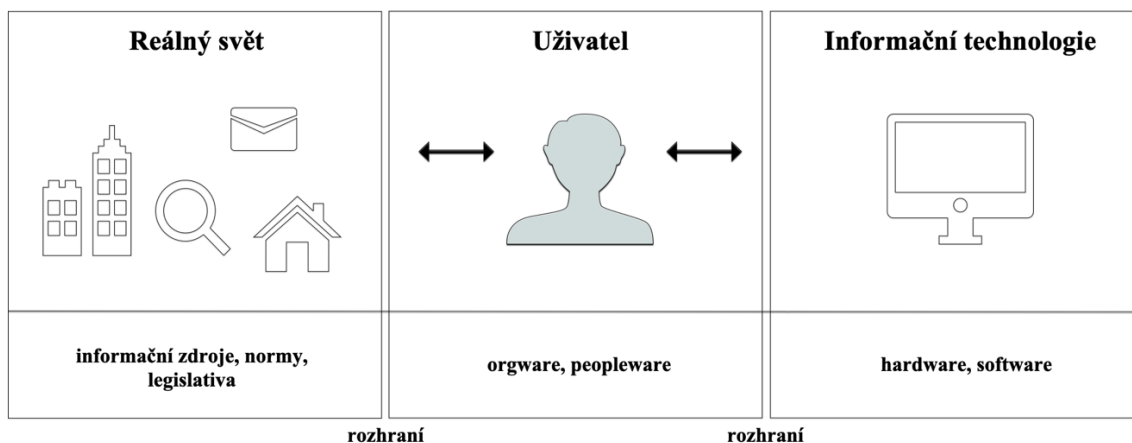 Reálný svět
Uživatel
Informační technologie
informační zdroje, normy,
legislativa
orgware, peopleware
hardware, software
rozhraní
rozhraní